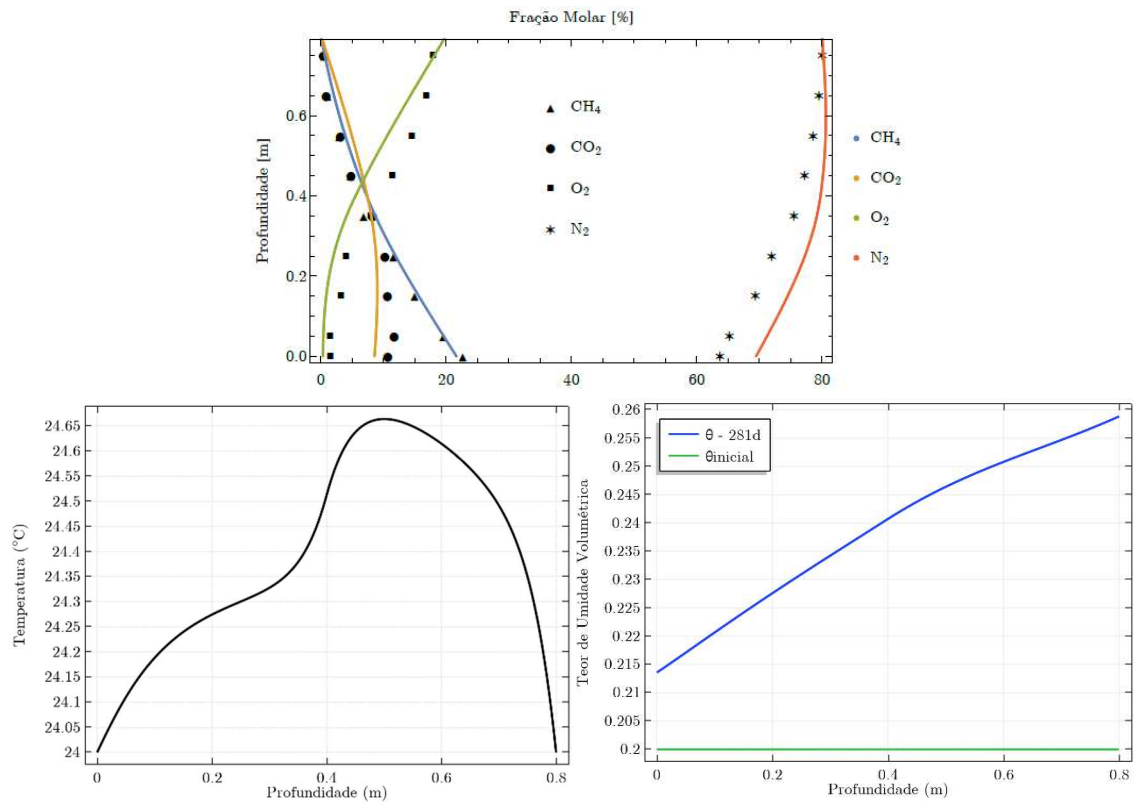 Fração Molar [%]
CH₄
CO₂
O₂
N₂
CH₄
CO₂
O₂
N₂
Profundidade [m]
0.6
0.4
0.2
0.0
0
20
40
60
80
24.65
24.6
24.55
24.5
24.45
24.4
24.35
24.3
24.25
24.2
24.15
24.1
24.05
24
Temperatura (°C)
0
0.2
0.4
0.6
0.8
Profundidade (m)
θ - 281d
θinicial
0.26
0.255
0.25
0.245
0.24
0.235
0.23
0.225
0.22
0.215
0.21
0.205
0.2
Teor de Umidade Volumétrica
0
0.2
0.4
0.6
0.8
Profundidade (m)